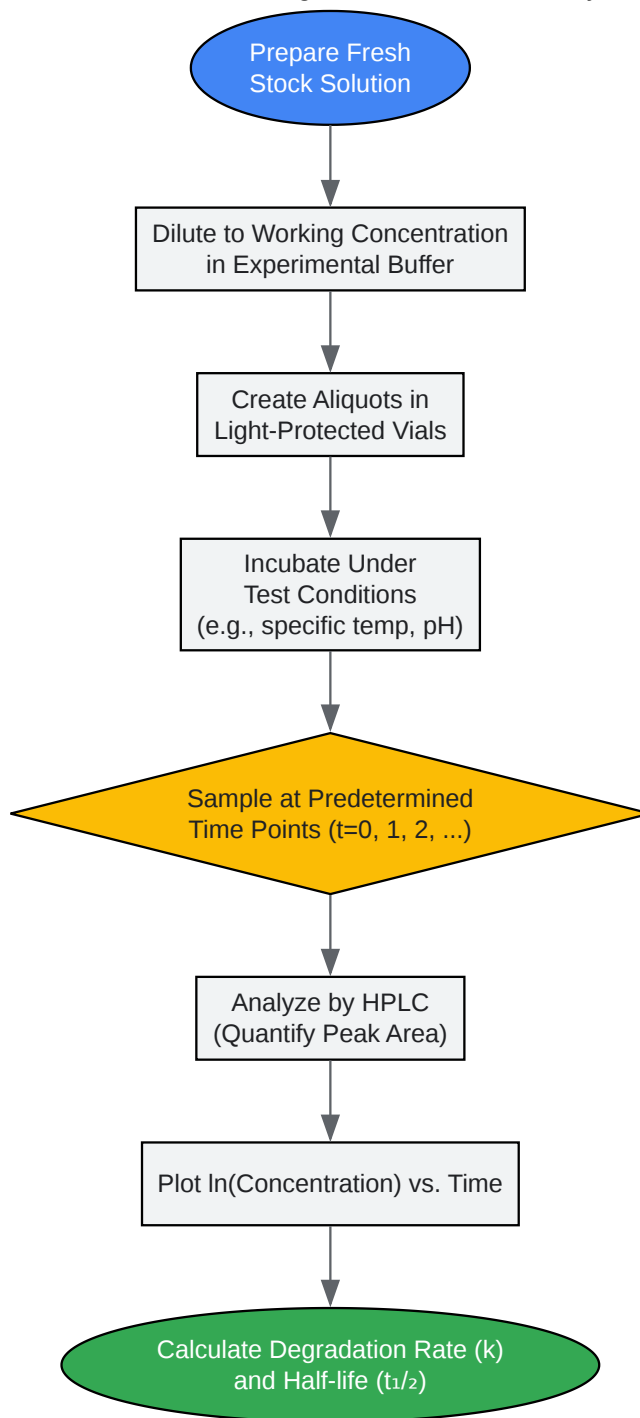 Prepare Fresh
Stock Solution
Dilute to Working Concentration
in Experimental Buffer
Create Aliquots in
Light-Protected Vials
Incubate Under
Test Conditions
(e.g., specific temp, pH)
Sample at Predetermined
Time Points (t=0, 1, 2, ...)
Analyze by HPLC
(Quantify Peak Area)
Plot ln(Concentration) vs. Time
Calculate Degradation Rate (k)
and Half-life (t₁/₂)